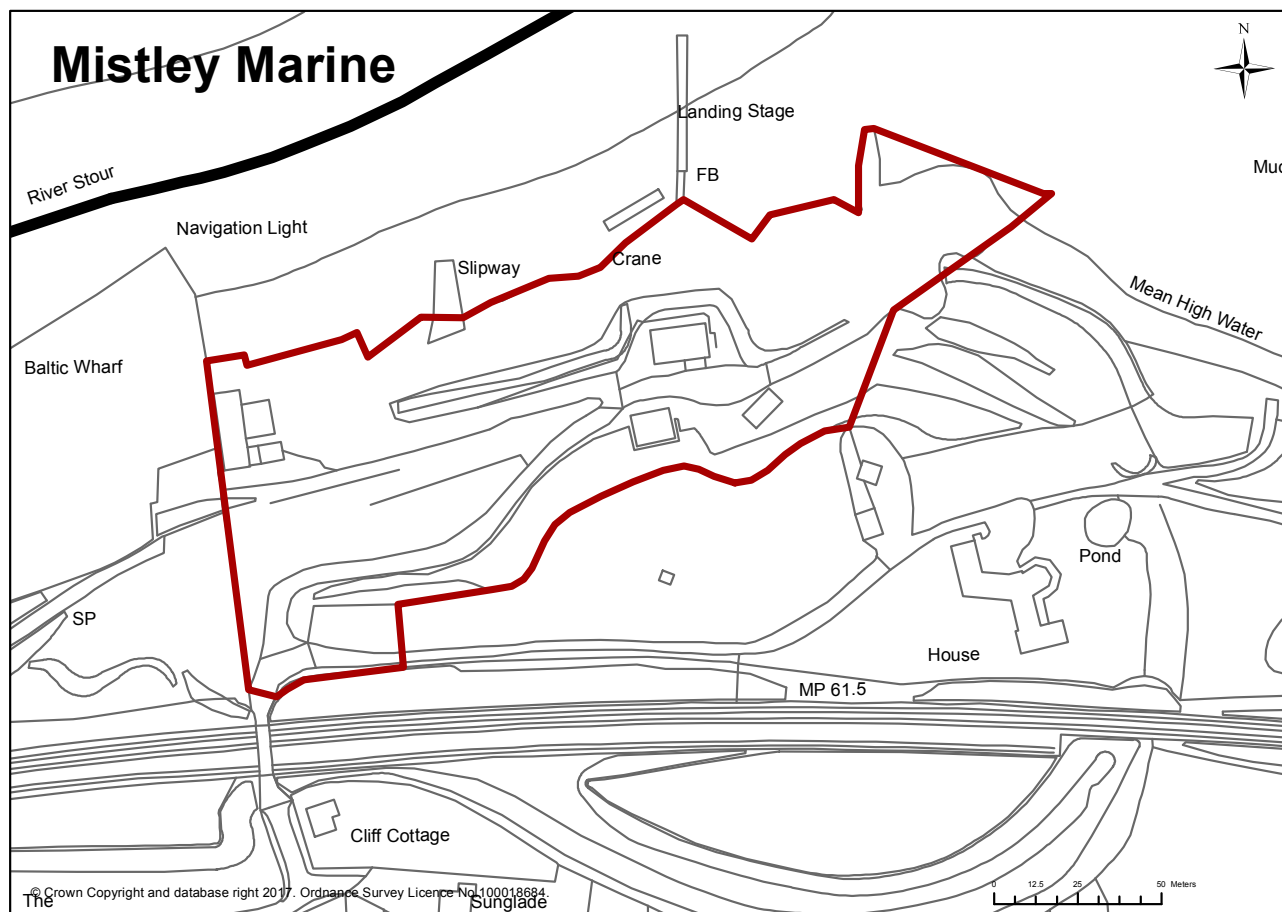 Mistley Marine
N
Landing Stage
Muc
FB
River Stour
Navigation Light
Slipway
Crane
Mean High Water
Baltic Wharf
Pond
SP
House
MP 61.5
Cliff Cottage
0 12.5 25 50 Meters
© Crown Copyright and database right 2017. Ordnance Survey Licence No.100018684.
The
Sunglade